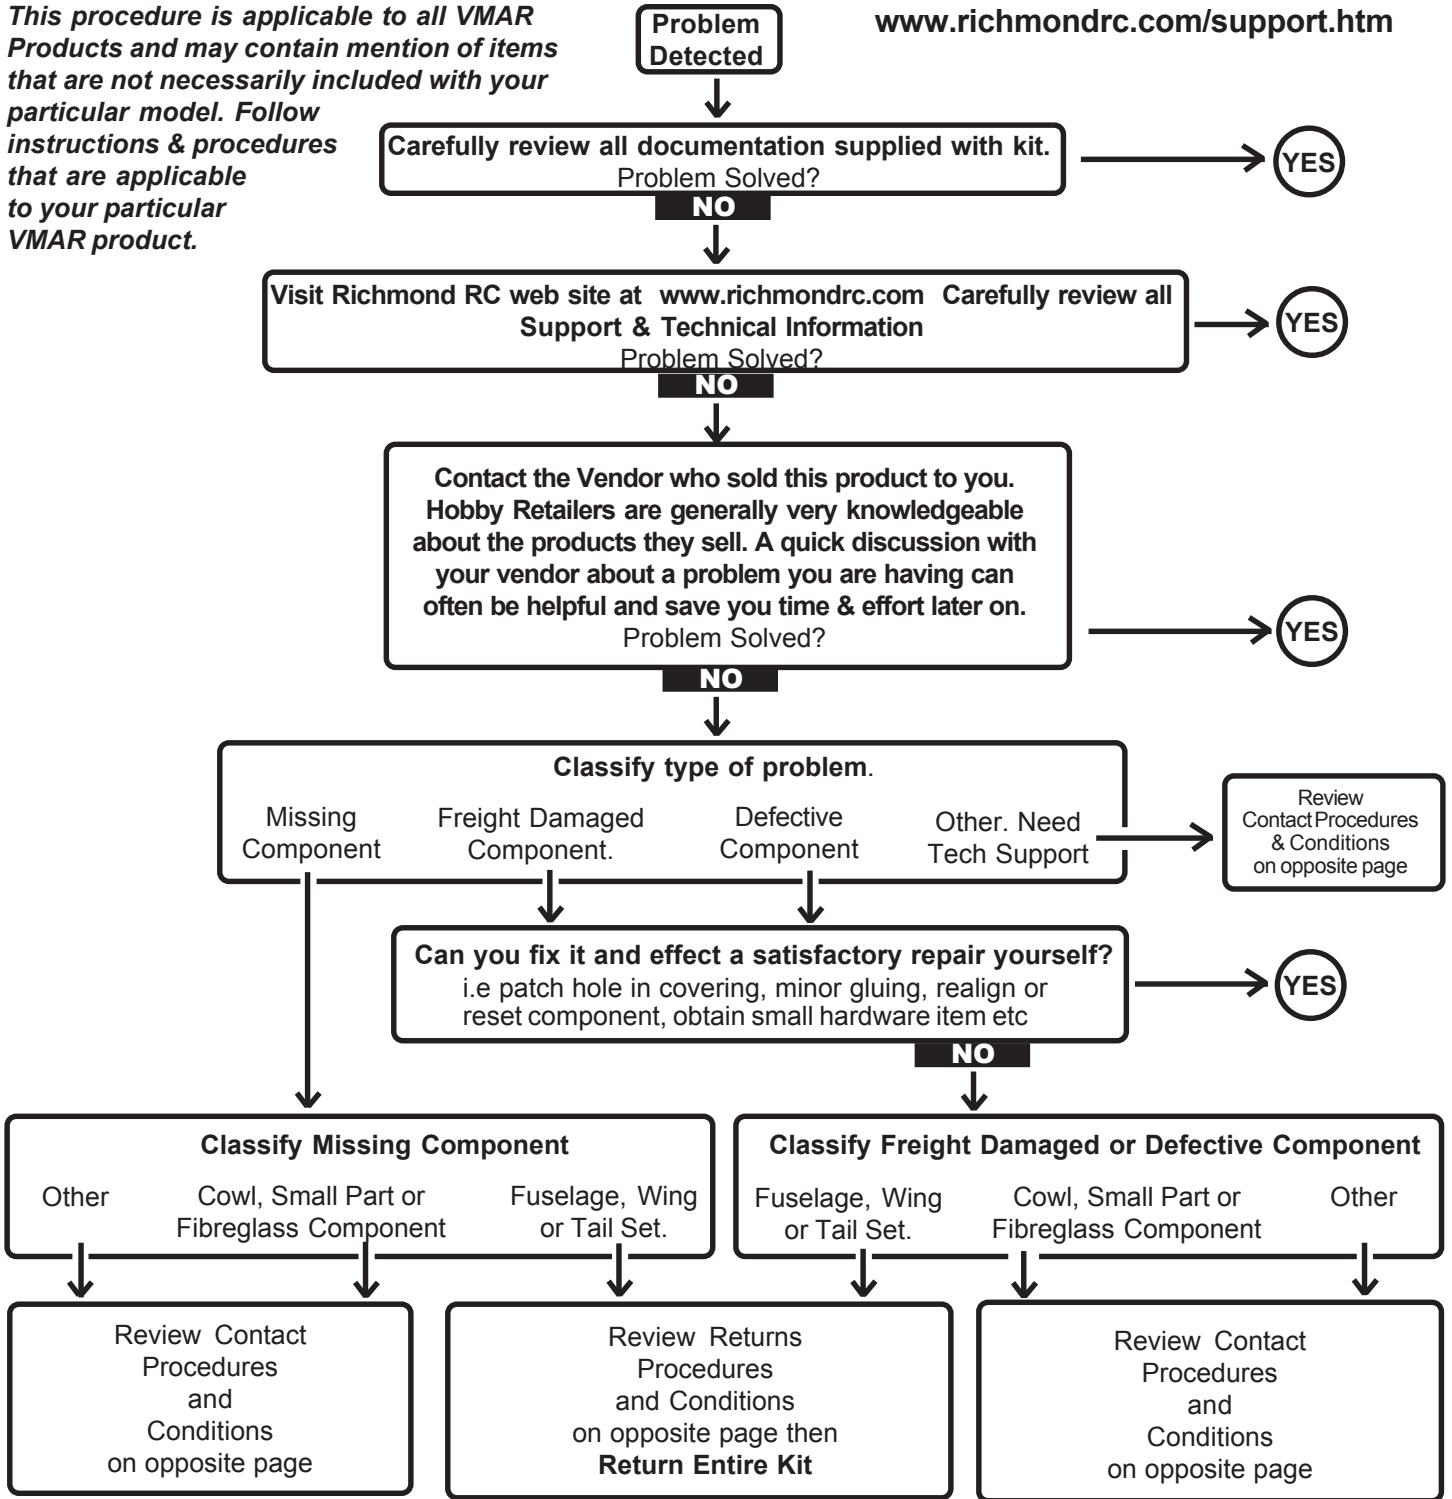 This procedure is applicable to all VMAR
Products and may contain mention of items
that are not necessarily included with your
particular model. Follow
instructions & procedures
that are applicable
to your particular
VMAR product.
Problem
Detected
www.richmondrc.com/support.htm
Carefully review all documentation supplied with kit.
Problem Solved?
YES
NO
Visit Richmond RC web site at www.richmondrc.com Carefully review all
Support & Technical Information
Problem Solved?
YES
NO
Contact the Vendor who sold this product to you.
Hobby Retailers are generally very knowledgeable
about the products they sell. A quick discussion with
your vendor about a problem you are having can
often be helpful and save you time & effort later on.
Problem Solved?
YES
NO
Classify type of problem.
Missing
Component
Freight Damaged
Component.
Defective
Component
Other. Need
Tech Support
Review
Contact Procedures
& Conditions
on opposite page
Can you fix it and effect a satisfactory repair yourself?
i.e patch hole in covering, minor gluing, realign or
reset component, obtain small hardware item etc
YES
NO
Classify Missing Component
Other
Cowl, Small Part or
Fibreglass Component
Fuselage, Wing
or Tail Set.
Classify Freight Damaged or Defective Component
Fuselage, Wing
or Tail Set.
Cowl, Small Part or
Fibreglass Component
Other
Review Contact
Procedures
and
Conditions
on opposite page
Review Returns
Procedures
and Conditions
on opposite page then
Return Entire Kit
Review Contact
Procedures
and
Conditions
on opposite page